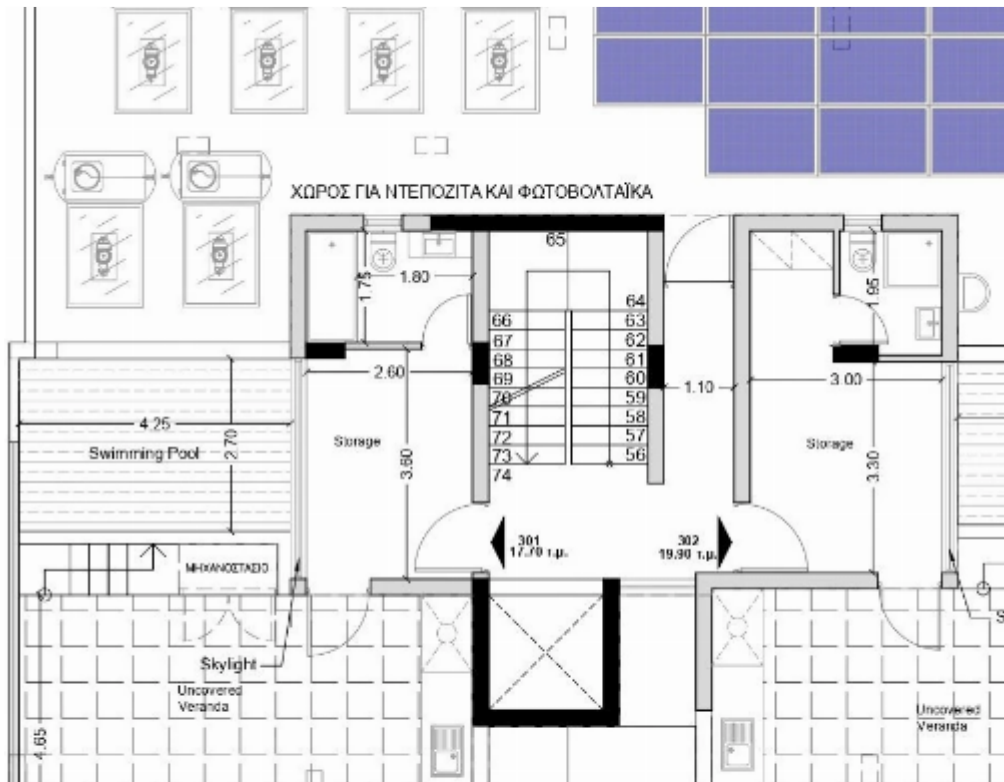 ΧΩΡΟΣ ΓΙΑ ΝΤΕΠΟΖΙΤΑ ΚΑΙ ΦΩΤΟΒΟΛΤΑΪΚΑ
65
1.75
1.80
1.95
64
66
63
67
62
68
61
69
60
70
59
71
58
72
57
73
56
74
2.60
1.10
3.00
4.25
2.70
Swimming Pool
Storage
3.60
Storage
3.30
301
17.70 τ.μ.
302
19.90 τ.μ.
ΜΗΧΑΝΟΣΤΑΣΙΟ
S
Skylight
Uncovered
Veranda
4.65
Uncovered
Veranda